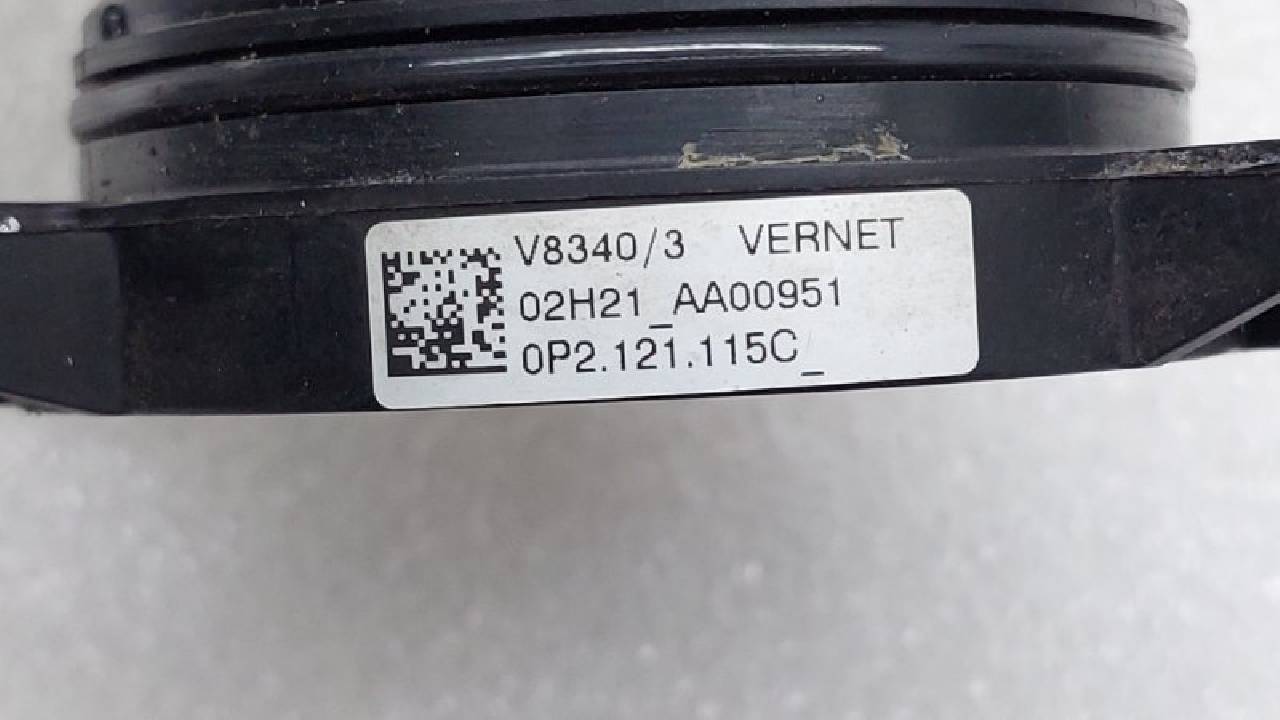 V8340/3 VERNET
02H21_AA00951
0P2.121.115C_